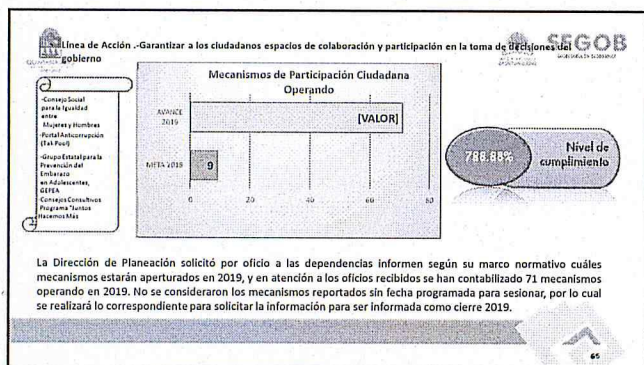 Línea de Acción .-Garantizar a los ciudadanos espacios de colaboración y participación en la toma de decisiones del
gobierno
SEGOB
-Consejo Social
para la Igualdad
entre
Mujeres y Hombres
-Portal Anticorrupción
(Tak Pool)
-Grupo Estatal para la
Prevención del
Embarazo
en Adolescentes,
GEPEA
-Consejos Consultivos
Programa "Juntos
Hacemos Más
Mecanismos de Participación Ciudadana
Operando
AVANCE
2019
[VALOR]
META 2019
9
0 20 40 60 80
788.88%
Nivel de
cumplimiento
La Dirección de Planeación solicitó por oficio a las dependencias informen según su marco normativo cuáles
mecanismos estarán aperturados en 2019, y en atención a los oficios recibidos se han contabilizado 71 mecanismos
operando en 2019. No se consideraron los mecanismos reportados sin fecha programada para sesionar, por lo cual
se realizará lo correspondiente para solicitar la información para ser informada como cierre 2019.
65